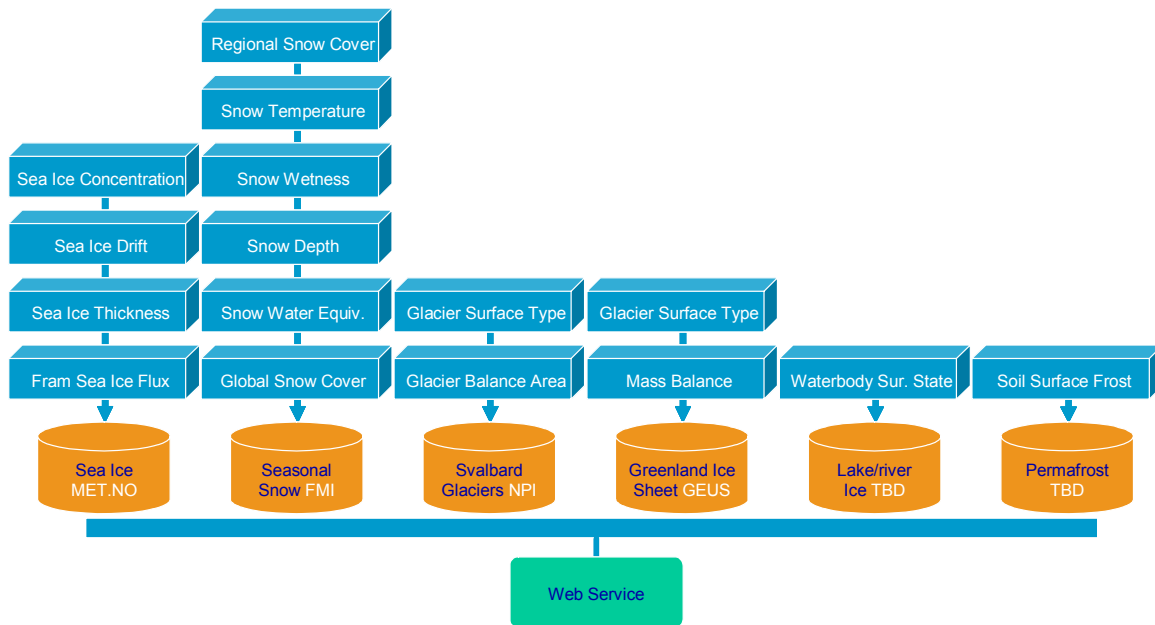 Regional Snow Cover
Snow Temperature
Sea Ice Concentration
Snow Wetness
Sea Ice Drift
Snow Depth
Sea Ice Thickness
Snow Water Equiv.
Glacier Surface Type
Glacier Surface Type
Fram Sea Ice Flux
Global Snow Cover
Glacier Balance Area
Mass Balance
Waterbody Sur. State
Soil Surface Frost
Sea Ice
MET.NO
Seasonal
Snow FMI
Svalbard
Glaciers NPI
Greenland Ice
Sheet GEUS
Lake/river
Ice TBD
Permafrost
TBD
Web Service